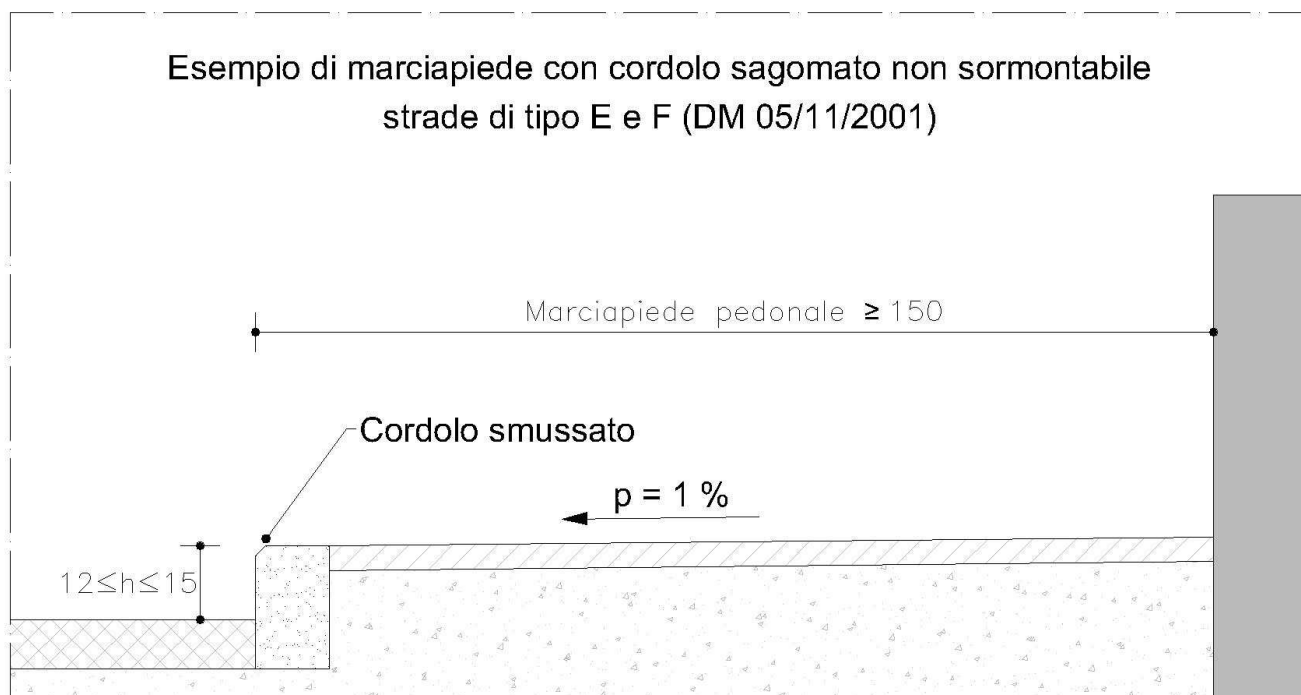 Esempio di marciapiede con cordolo sagomato non sormontabile
strade di tipo E e F (DM 05/11/2001)
Marciapiede pedonale ≥ 150
Cordolo smussato
p = 1 %
12≤h≤15